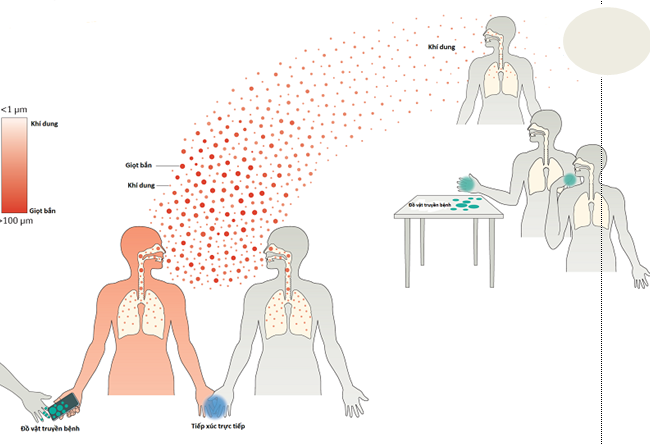 Khí dung
<1 µm
Khí dung
Giọt bắn
Khí dung
Giọt bắn
>100 µm
Đồ vật truyền bệnh
Đồ vật truyền bệnh
Tiếp xúc trực tiếp